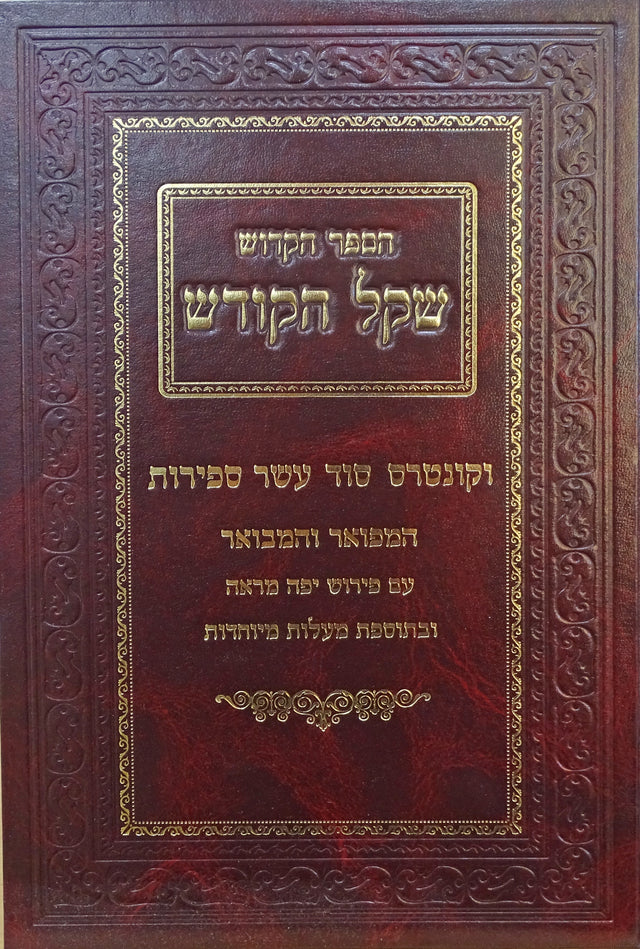 הספר הקדוש
שקל הקודש
וקונטרס סוד עשר ספירות
המפואר והמבואר
עם פירוש יפה מראה
ובתוספת מעלות מיוחדות